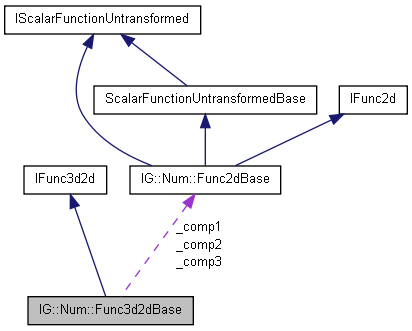 IScalarFunctionUntransformed
ScalarFunctionUntransformedBase
IFunc2d
IFunc3d2d
IG::Num::Func2dBase
_comp1
_comp2
_comp3
IG::Num::Func3d2dBase